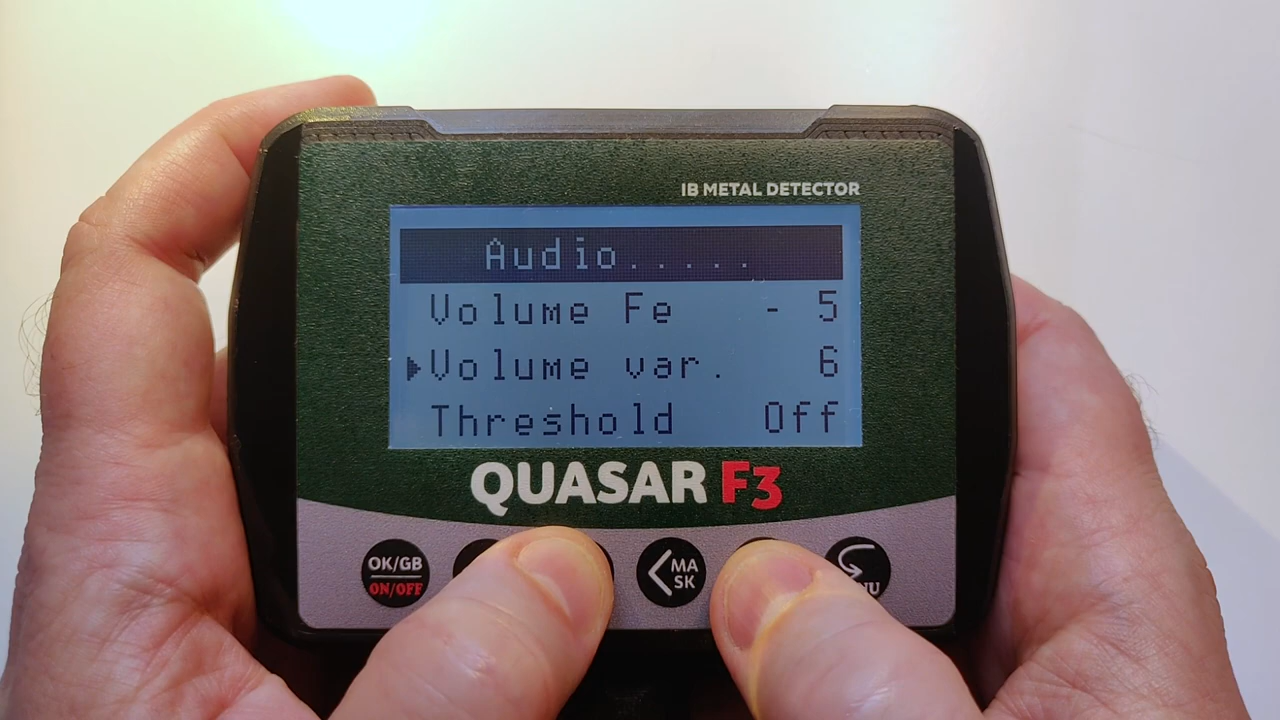 IB METAL DETECTOR
Audio.....
Volume Fe - 5
▶Volume var. 6
Threshold Off
QUASAR F3
OK/GB
ON/OFF
MA
SK